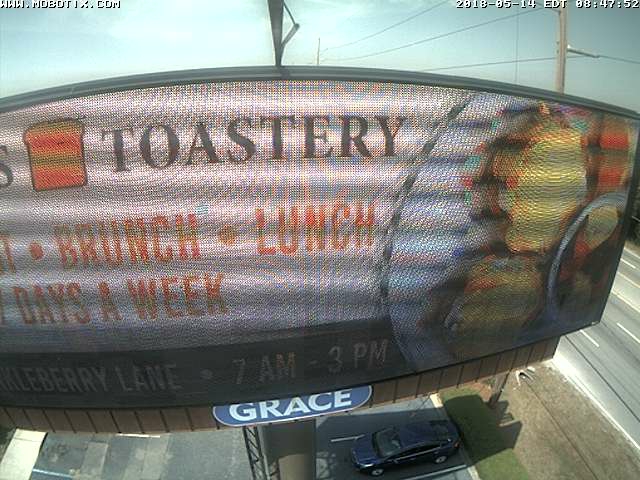 WWW.MOBOTIX.COM 2018-05-14 EDT 08:47:52
S TOASTERY
• BRUNCH • LUNCH
DAYS A WEEK
KLEBERRY LANE • 7 AM - 3 PM
GRACE